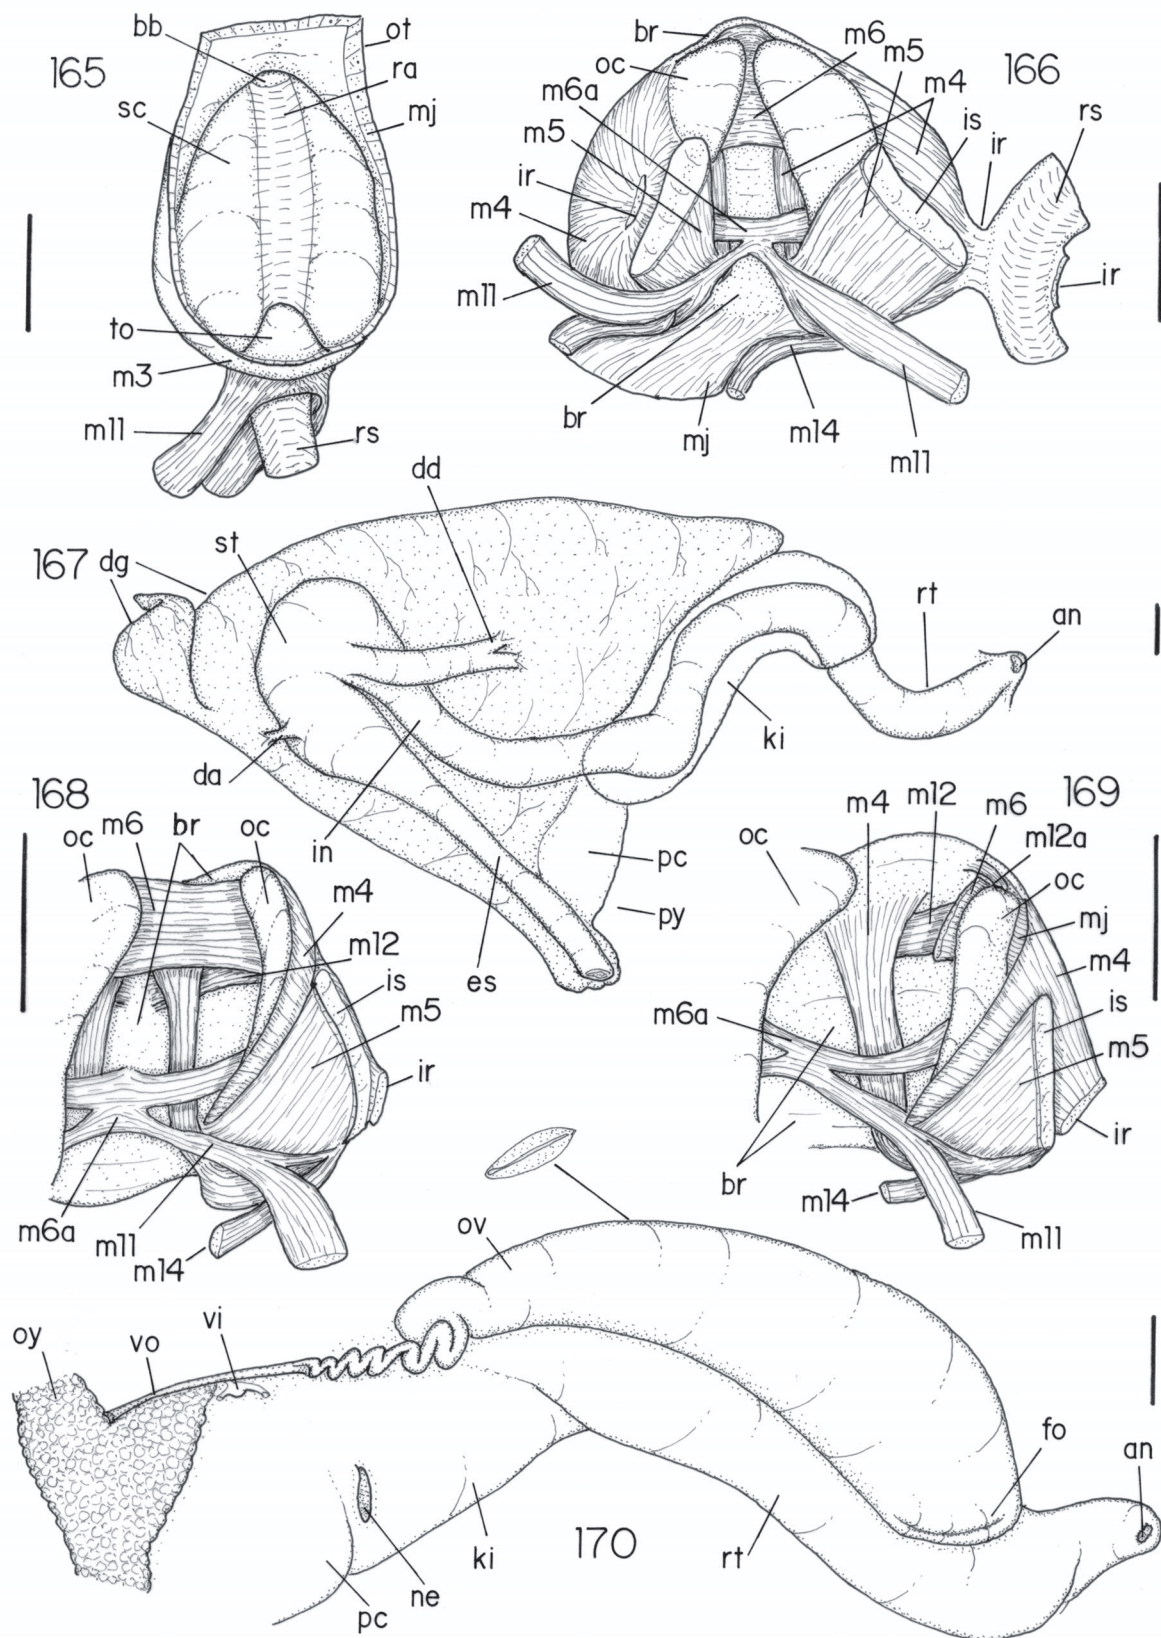 165
bb
ot
ra
sc
mj
to
m3
m11
rs
166
br
oc
m6
m5
m6a
m4
m5
is
ir
rs
ir
m4
m11
ir
br
mj
m14
m11
167
dg
st
dd
rt
an
da
in
ki
pc
py
es
168
oc
m6
br
oc
m4
m12
is
m5
ir
m6a
m11
m14
169
m4
m12
m6
oc
m12a
oc
mj
m4
is
m6a
m5
ir
br
m14
m11
170
oy
vo
vi
ov
fo
an
ne
ki
pc
rt